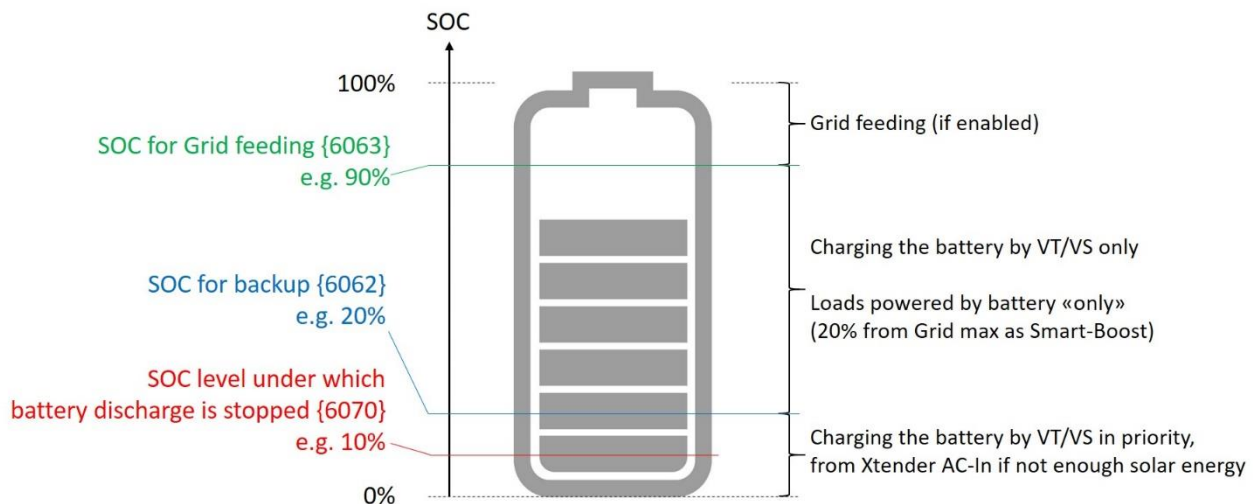 SOC
100%
SOC for Grid feeding {6063}
e.g. 90%
SOC for backup {6062}
e.g. 20%
SOC level under which
battery discharge is stopped {6070}
e.g. 10%
0%
Grid feeding (if enabled)
Charging the battery by VT/VS only
Loads powered by battery «only»
(20% from Grid max as Smart-Boost)
Charging the battery by VT/VS in priority,
from Xtender AC-In if not enough solar energy